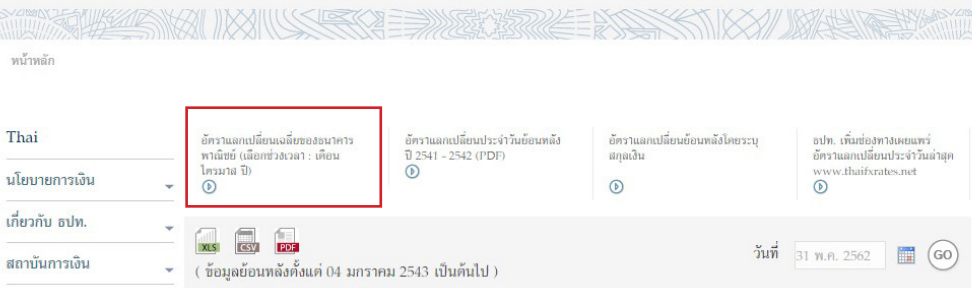 หน้าหลัก
Thai
นโยบายการเงิน
เกี่ยวกับ ธปท.
สถาบันการเงิน
อัตราแลกเปลี่ยนเฉลี่ยของธนาคาร
พาณิชย์ (เลือกช่วงเวลา : เดือน
ไตรมาส ปี)
อัตราแลกเปลี่ยนประจำวันย้อนหลัง
ปี 2541 - 2542 (PDF)
อัตราแลกเปลี่ยนย้อนหลังโดยระบุ
สกุลเงิน
ธปท. เพิ่มช่องทางเผยแพร่
อัตราแลกเปลี่ยนประจำวันล่าสุด
www.thaifxrates.net
XLS CSV PDF
( ข้อมูลย้อนหลังตั้งแต่ 04 มกราคม 2543 เป็นต้นไป )
วันที่ 31 พ.ค. 2562 GO